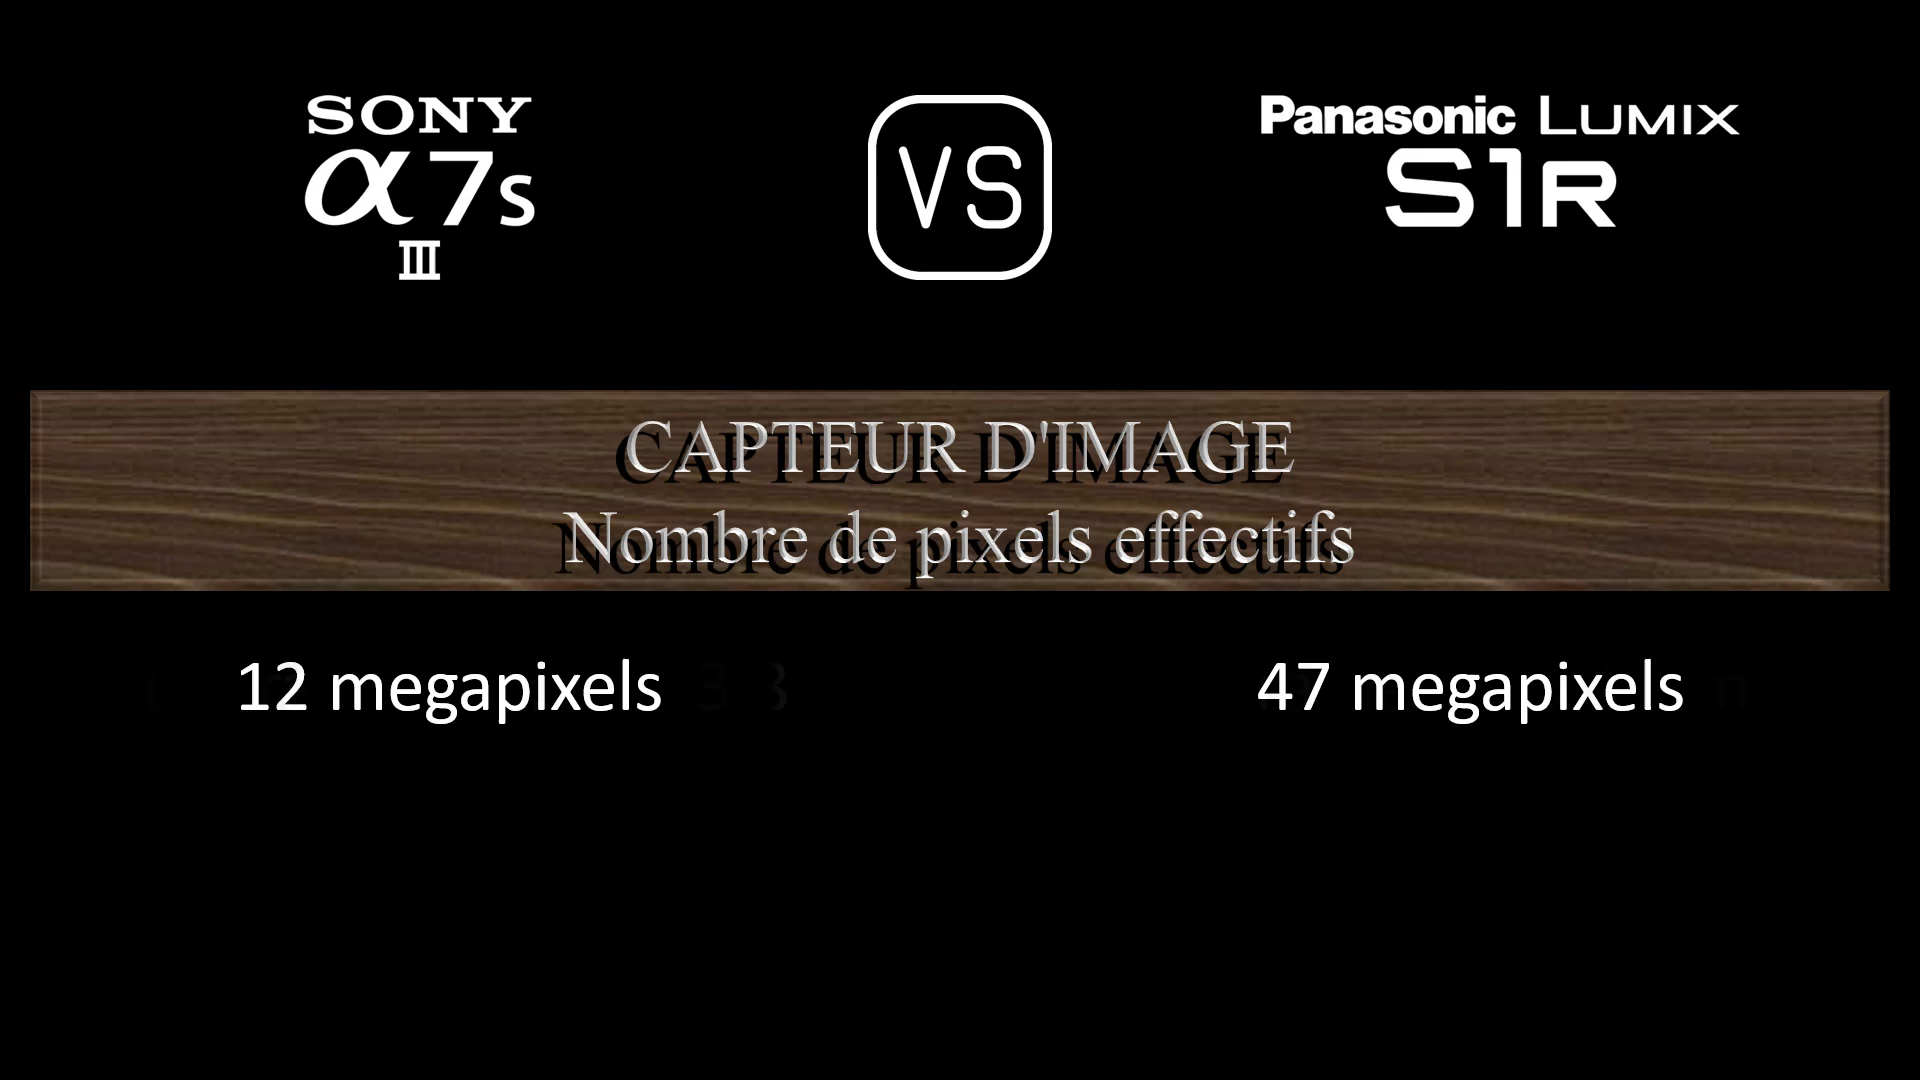 SONY
α7s
III
VS
Panasonic LUMIX
S1R
CAPTEUR D'IMAGE
Nombre de pixels effectifs
12 megapixels
47 megapixels